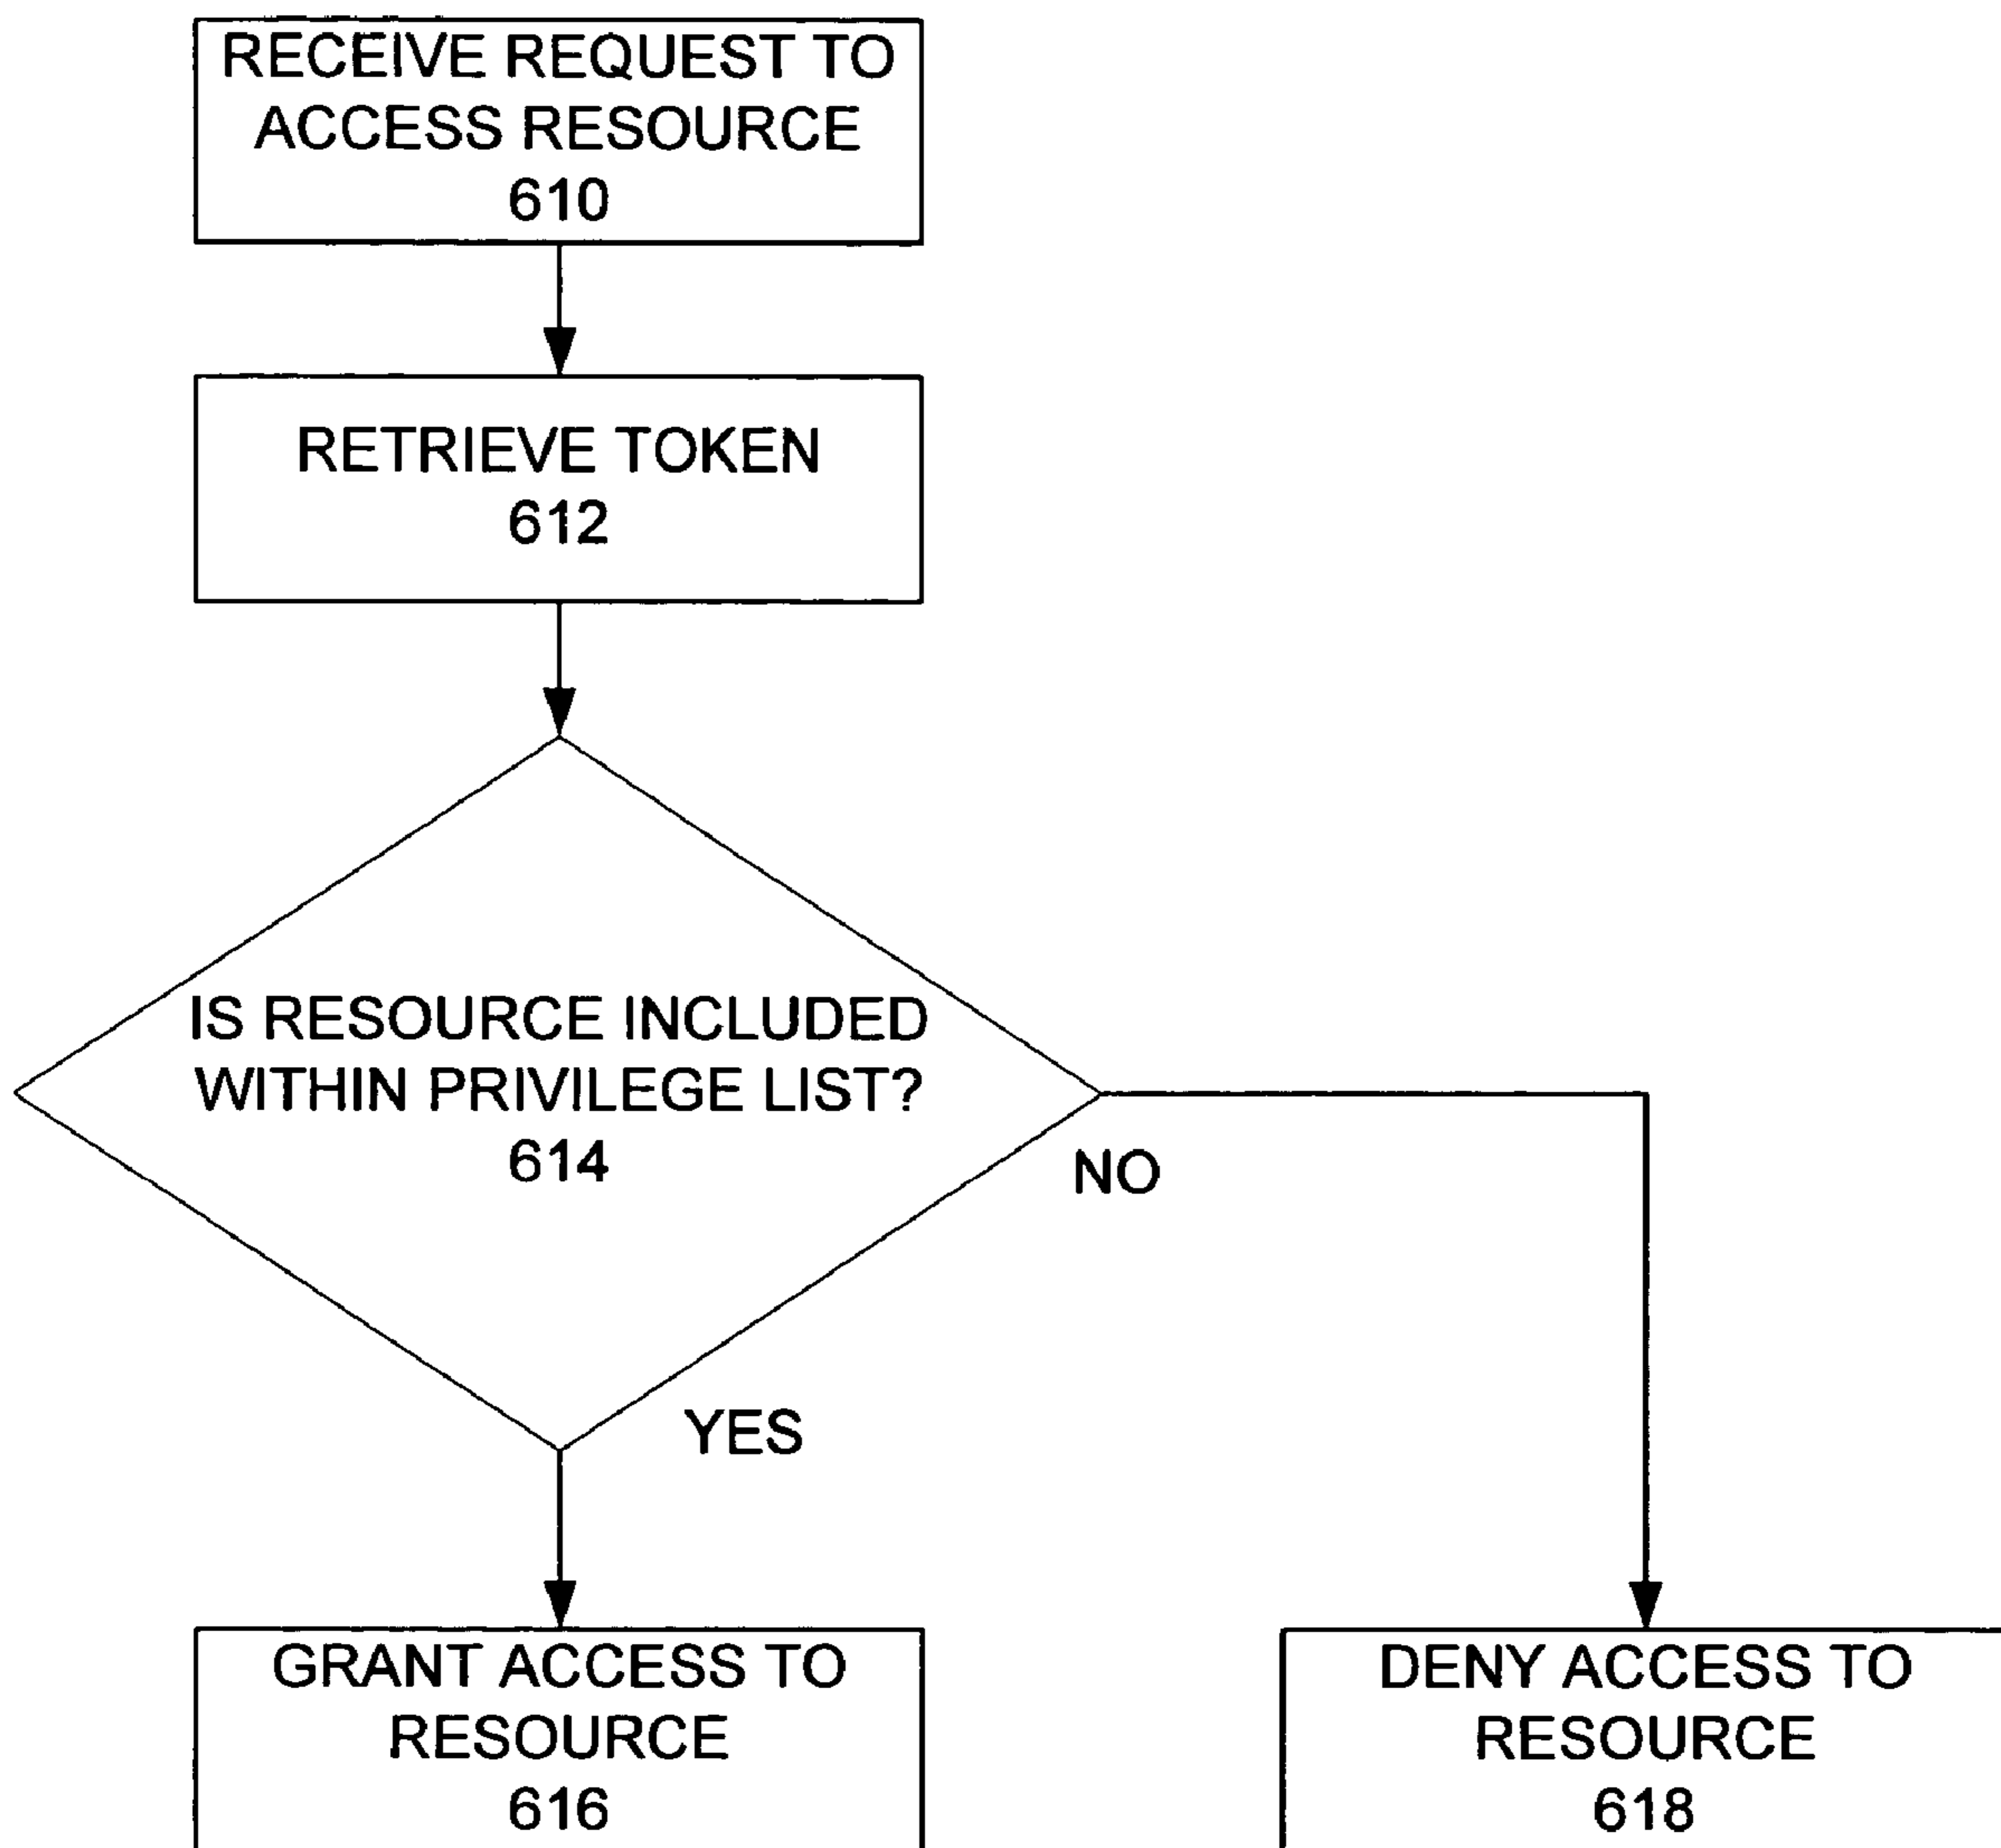 RECEIVE REQUEST TO
ACCESS RESOURCE
610
RETRIEVE TOKEN
612
IS RESOURCE INCLUDED
WITHIN PRIVILEGE LIST?
614
NO
YES
GRANT ACCESS TO
RESOURCE
616
DENY ACCESS TO
RESOURCE
618